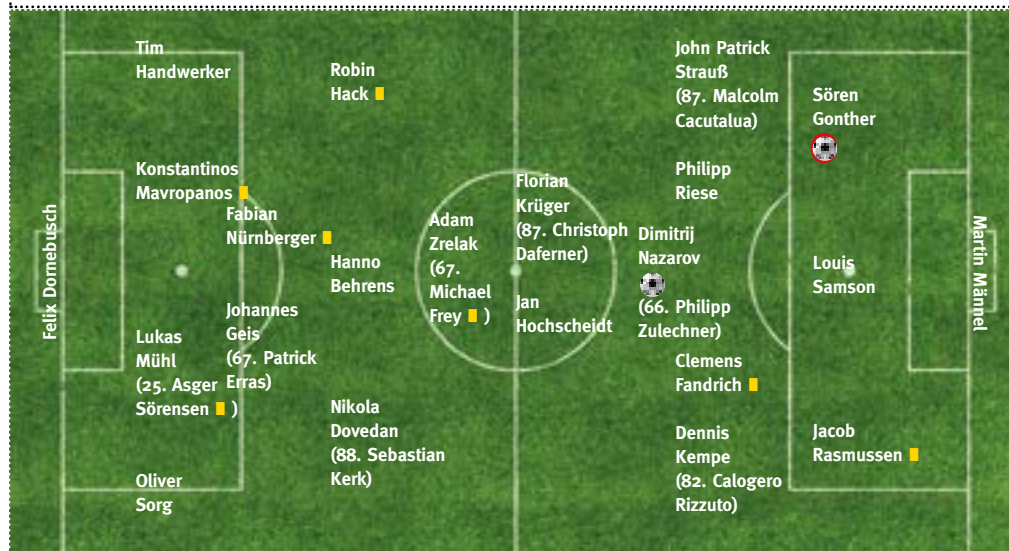 Felix Dornebusch
Tim
Handwerker
Konstantinos
Mavropanos
Lukas
Mühl
(25. Asger
Sörensen )
Oliver
Sorg
Fabian
Nürnberger
Johannes
Geis
(67. Patrick
Erras)
Robin
Hack
Hanno
Behrens
Nikola
Dovedan
(88. Sebastian
Kerk)
Adam
Zrelak
(67.
Michael
Frey )
Florian
Krüger
(87. Christoph
Daferner)
Jan
Hochscheidt
Dimitrij
Nazarov
(66. Philipp
Zulechner)
John Patrick
Strauß
(87. Malcolm
Cacutalua)
Philipp
Riese
Clemens
Fandrich
Dennis
Kempe
(82. Calogero
Rizzuto)
Sören
Gonther
Louis
Samson
Jacob
Rasmussen
Martin Männel